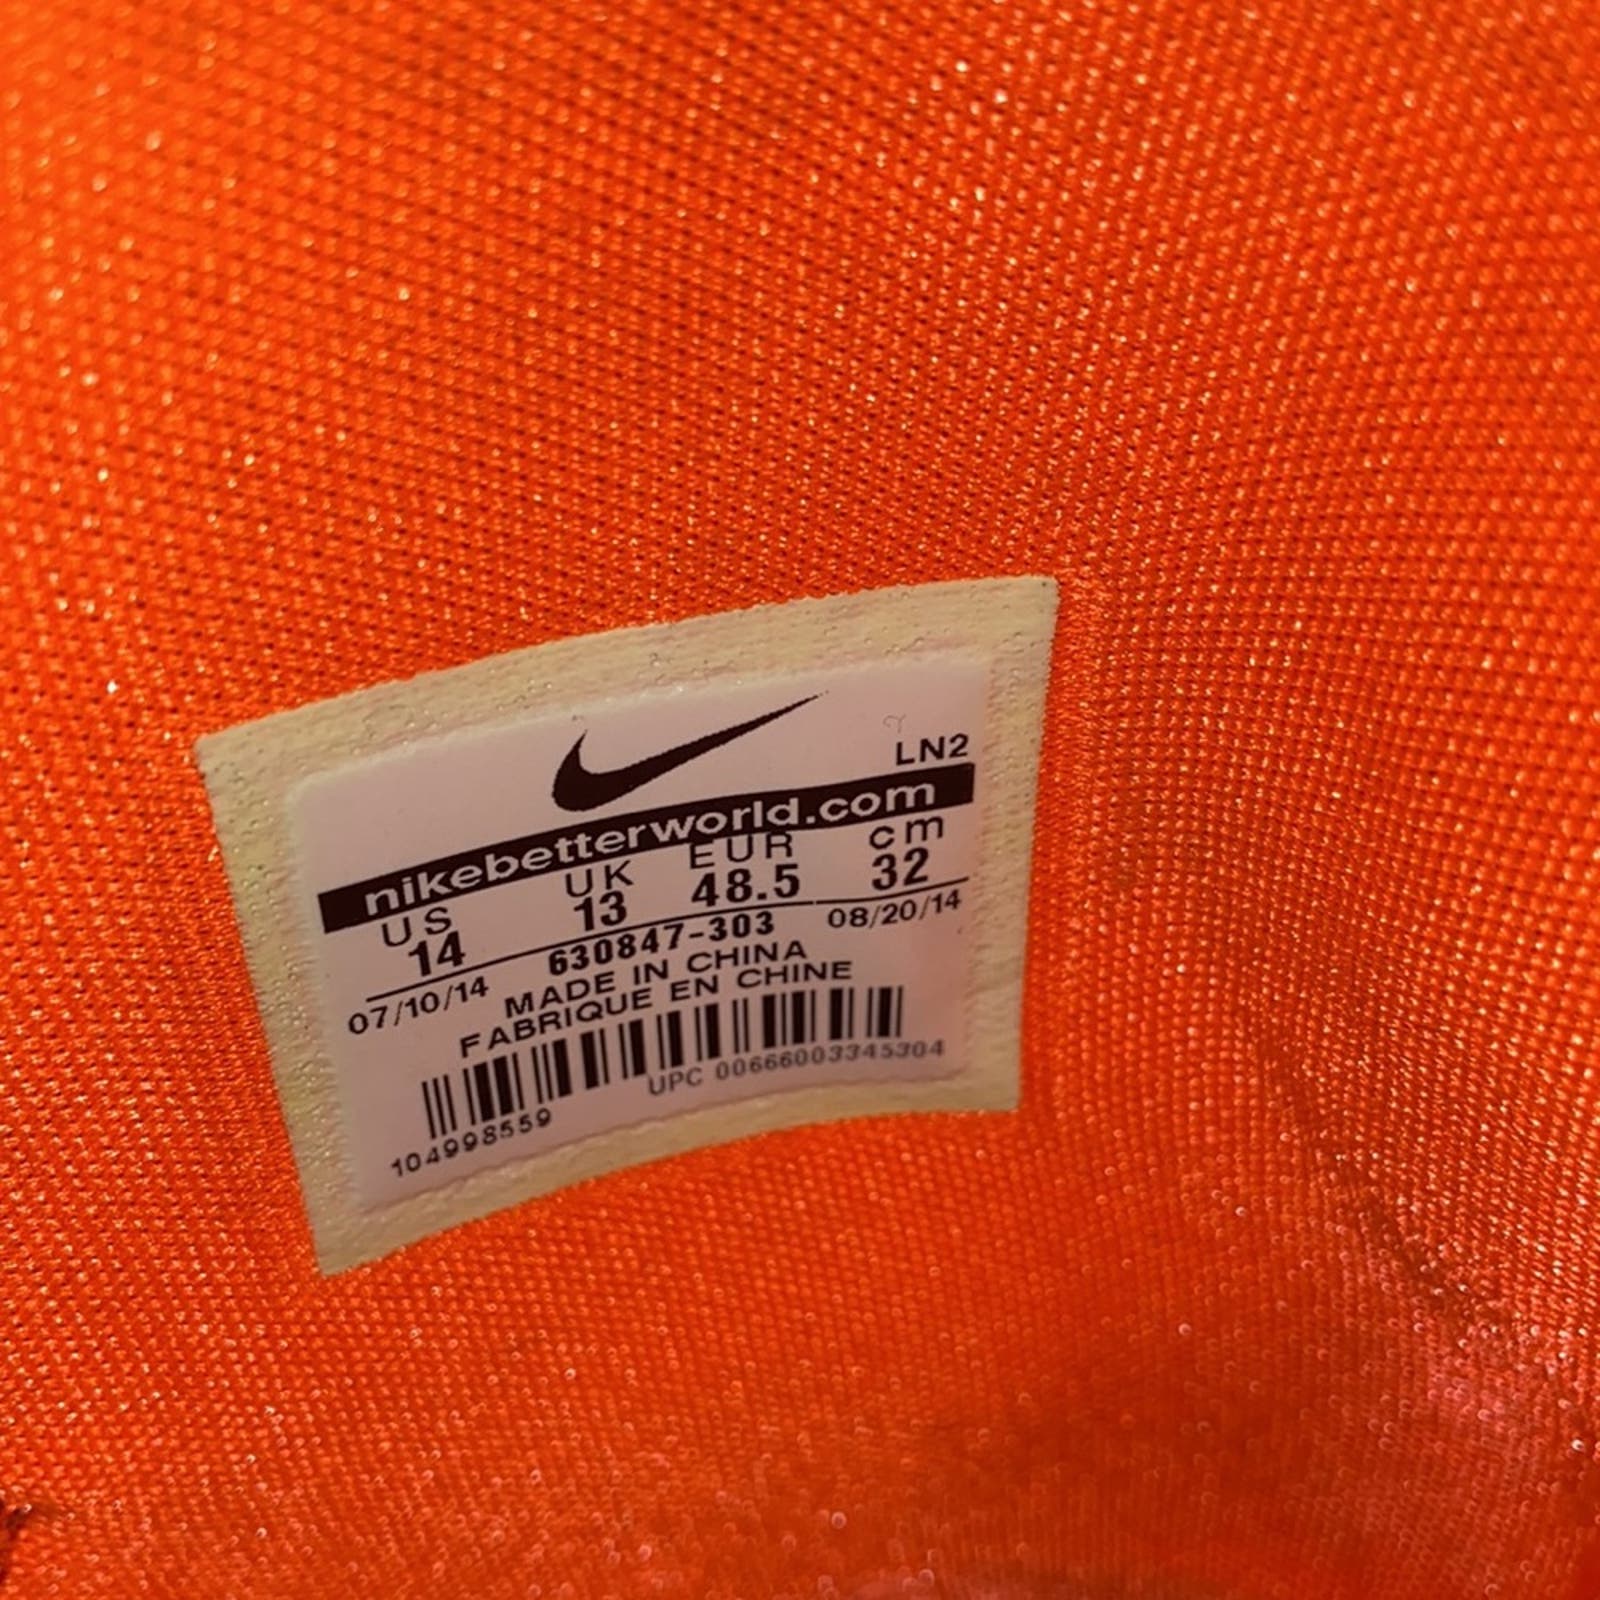 LN2
nikebetterworld.com
US UK EUR cm
14 13 48.5 32
07/10/14 630847-303 08/20/14
MADE IN CHINA
FABRIQUE EN CHINE
UPC 00666003345304
104998559